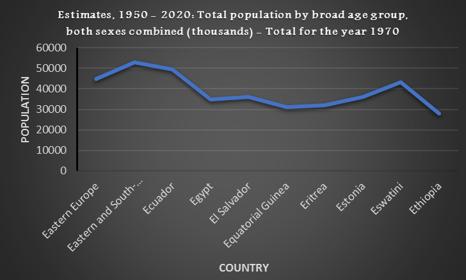 Estimates, 1950 – 2020: Total population by broad age group,
both sexes combined (thousands) – Total for the year 1970
60000
50000
40000
30000
20000
10000
0
POPULATION
Eastern Europe
Eastern and South-...
Ecuador
Egypt
El Salvador
Equatorial Guinea
Eritrea
Estonia
Eswatini
Ethiopia
COUNTRY